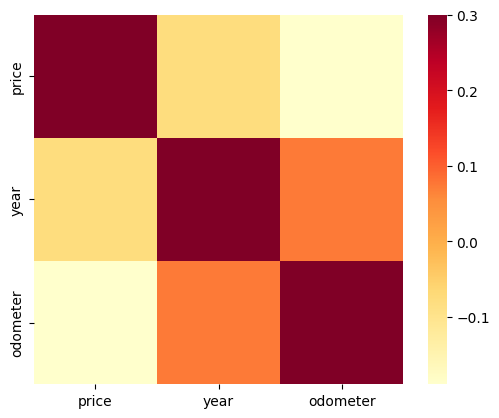 price
year
odometer
price
year
odometer
0.3
0.2
0.1
0.0
−0.1